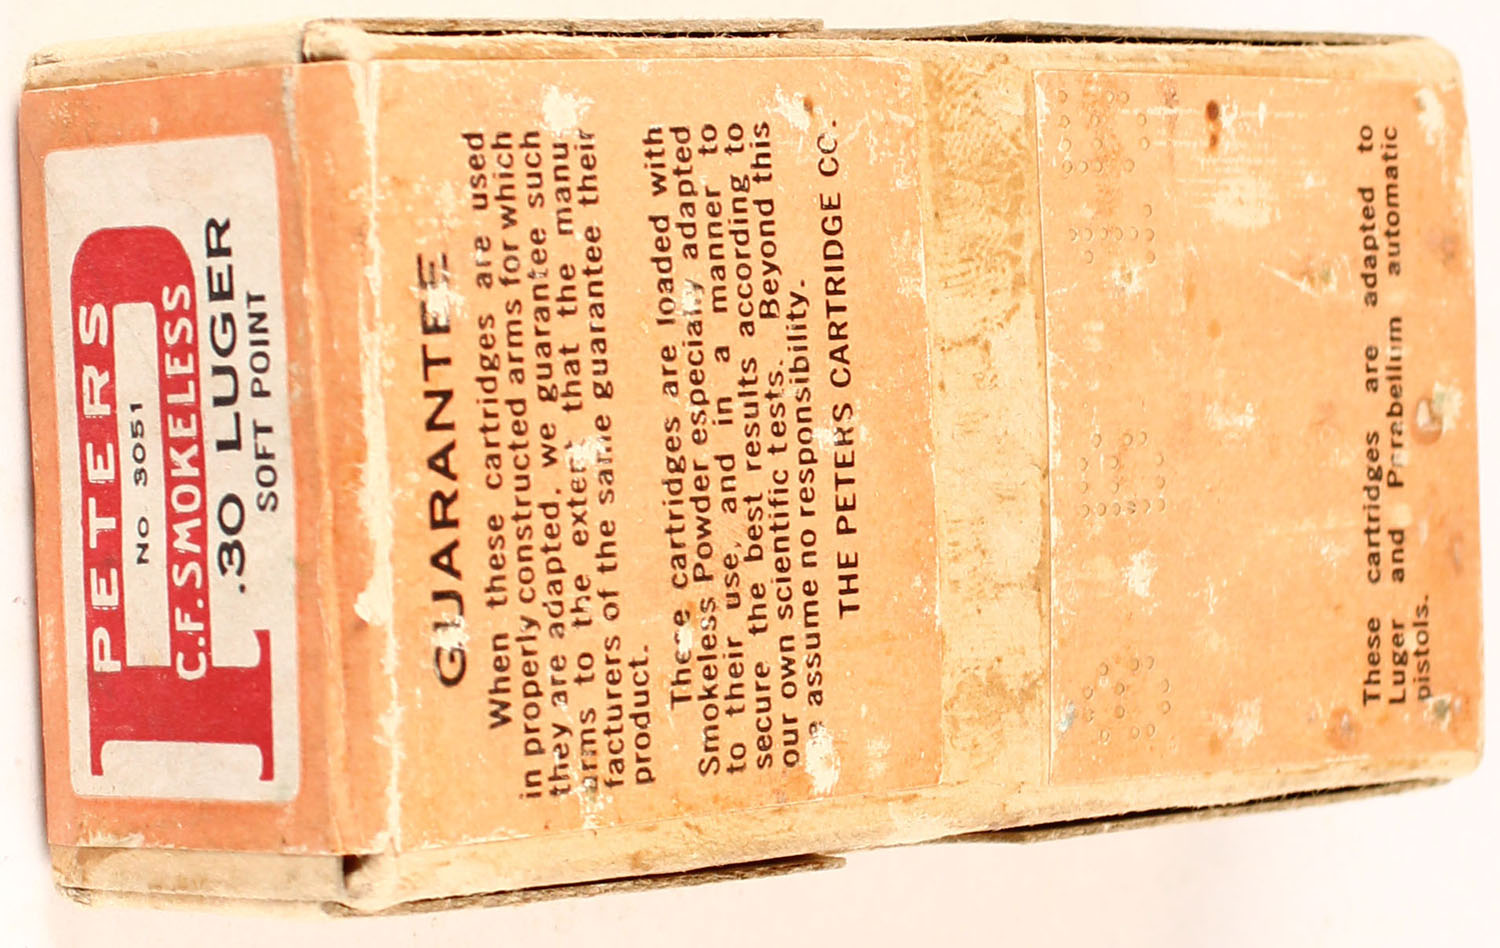 PETERS
NO 3051
C.F. SMOKELESS
.30 LUGER
SOFT POINT
GUARANTEE
When these cartridges are used
in properly constructed arms for which
they are adapted, we guarantee such
arms to the extent that the manu
facturers of the same guarantee their
product.
These cartridges are loaded with
Smokeless Powder especially adapted
to their use, and in a manner to
secure the best results according to
our own scientific tests. Beyond this
we assume no responsibility.
THE PETERS CARTRIDGE CO.
These cartridges are adapted to
Luger and Parabellum automatic
pistols.